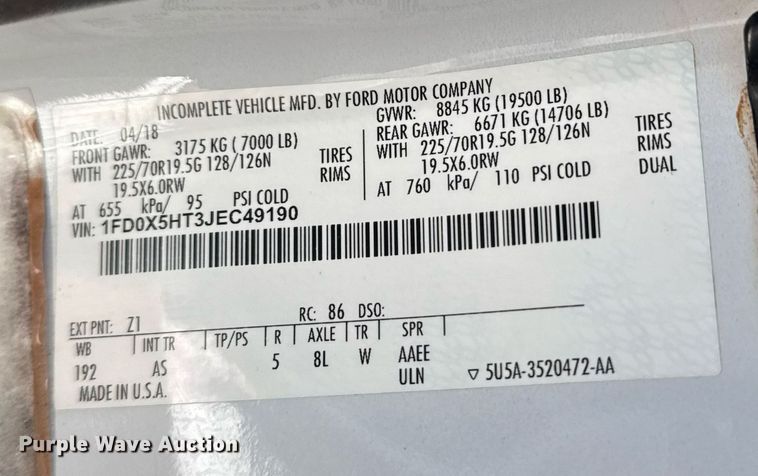 INCOMPLETE VEHICLE MFD. BY FORD MOTOR COMPANY
DATE: 04/18
GVWR: 8845 KG (19500 LB)
FRONT GAWR: 3175 KG ( 7000 LB)
REAR GAWR: 6671 KG (14706 LB)
WITH 225/70R19.5G 128/126N TIRES
WITH 225/70R19.5G 128/126N TIRES
19.5X6.0RW RIMS
19.5X6.0RW RIMS
AT 655 kPa/ 95 PSI COLD
AT 760 kPa/ 110 PSI COLD DUAL
VIN: 1FD0X5HT3JEC49190
EXT PNT: Z1 RC: 86 DSO:
WB INT TR TP/PS R AXLE TR SPR
192 AS 5 8L W AAEE
ULN
MADE IN U.S.A.
▽ 5U5A-3520472-AA
Purple Wave Auction